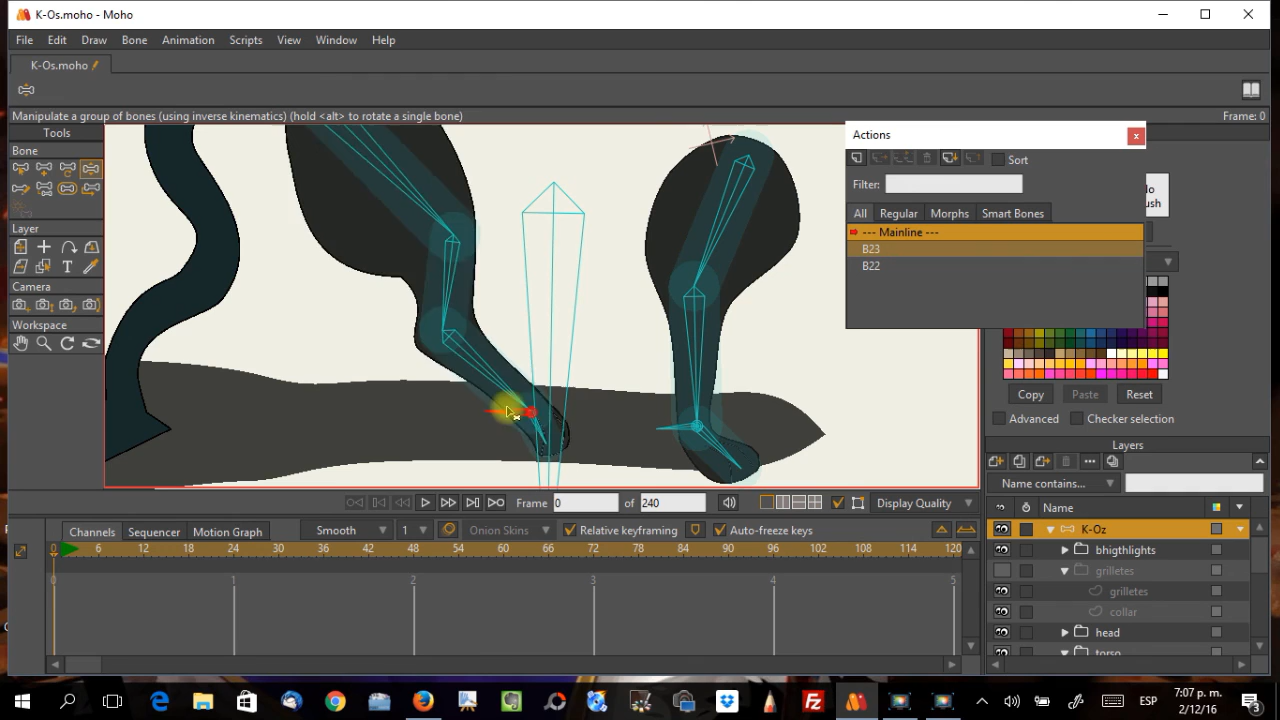 K-Os.moho - Moho
File Edit Draw Bone Animation Scripts View Window Help
K-Os.moho
Manipulate a group of bones (using inverse kinematics) (hold <alt> to rotate a single bone) Frame: 0
Tools
Bone
Layer
Camera
Workspace
Actions
Sort
Filter:
All Regular Morphs Smart Bones
--- Mainline ---
B23
B22
Copy Paste Reset
Advanced Checker selection
Layers
Name contains...
Name
K-Oz
bhigthlights
grilletes
grilletes
collar
head
torso
Frame 0 of 240 Display Quality
Channels Sequencer Motion Graph Smooth 1 Onion Skins Relative keyframing Auto-freeze keys
0 6 12 18 24 30 36 42 48 54 60 66 72 78 84 90 96 102 108 114 120
0 1 2 3 4 5
ESP 7:07 p. m.
2/12/16
3